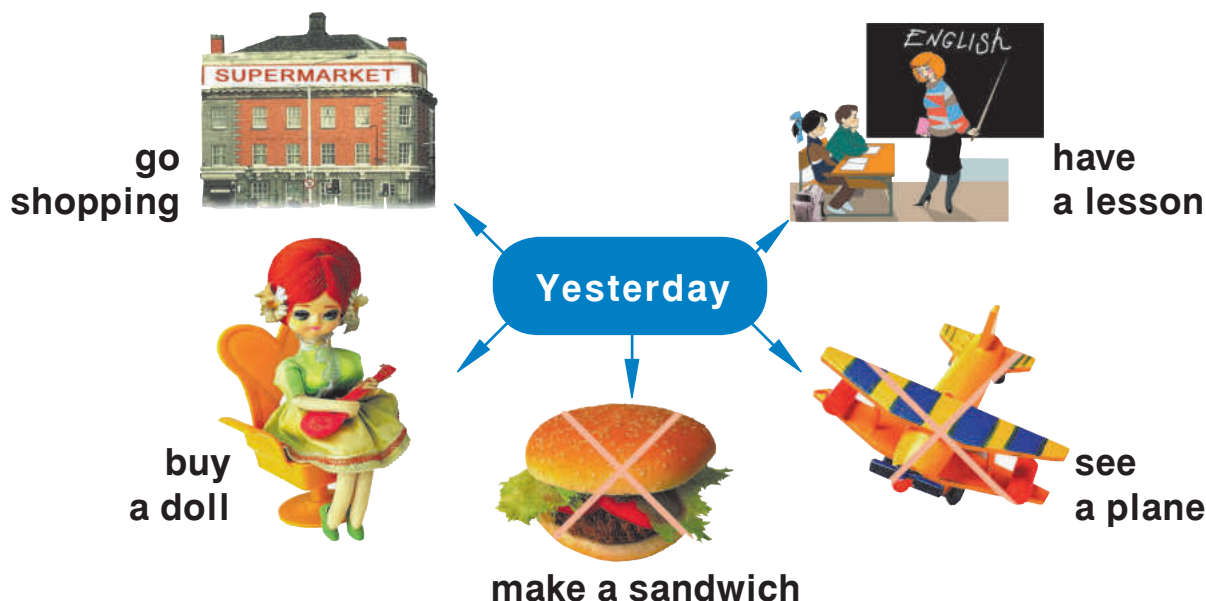 SUPERMARKET
go
shopping
ENGLISH
have
a lesson
Yesterday
buy
a doll
see
a plane
make a sandwich